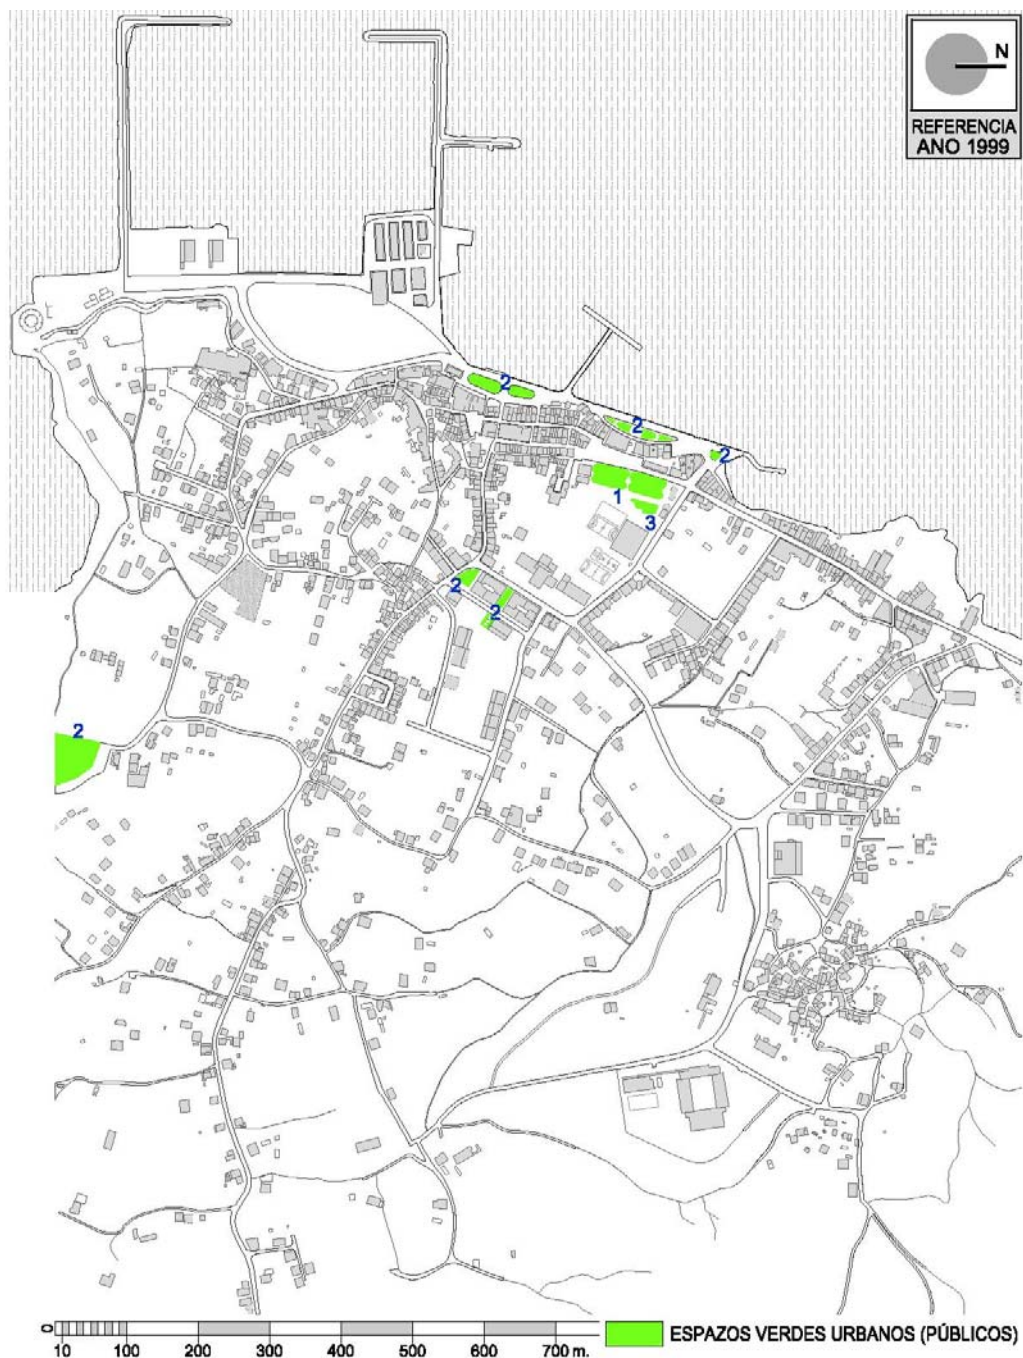 N
REFERENCIA
ANO 1999
2
2
2
1
3
2
2
2
0
10 100 200 300 400 500 600 700 m.
ESPAZOS VERDES URBANOS (PÚBLICOS)